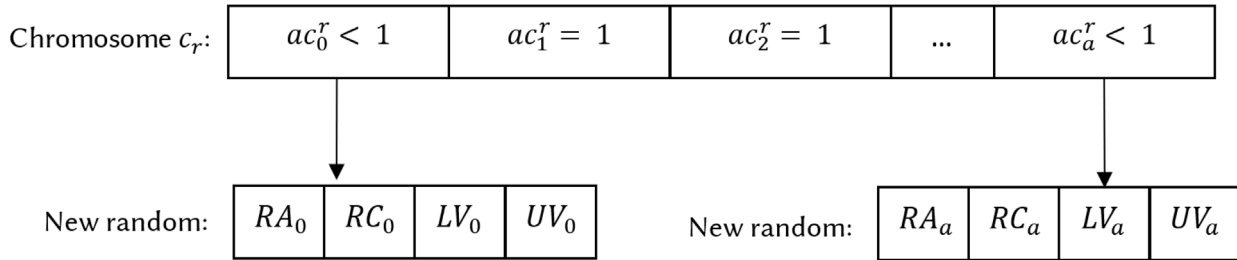 Chromosome $c_r$: $ac_0^r < 1$ $ac_1^r = 1$ $ac_2^r = 1$ ... $ac_a^r < 1$
New random: $RA_0$ $RC_0$ $LV_0$ $UV_0$ New random: $RA_a$ $RC_a$ $LV_a$ $UV_a$